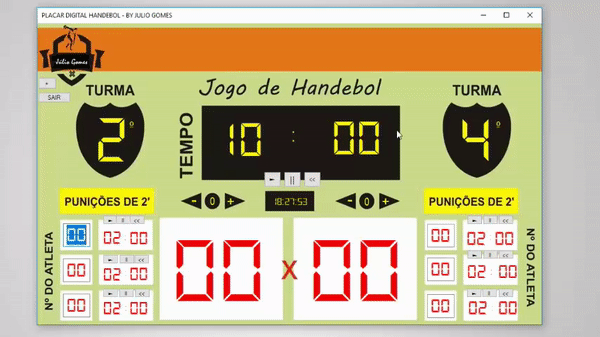 PLACAR DIGITAL HANDEBOL - BY JULIO GOMES
Julio Gomes
+
SAIR
TURMA
Jogo de Handebol
TURMA
2º
TEMPO
10 : 00
4º
PUNIÇÕES DE 2'
- 0 +
18:27:53
- 0 +
PUNIÇÕES DE 2'
Nº DO ATLETA
00 02 00
00 02 00
00 02 00
00 X 00
00 02 00
00 02 00
00 02 00
Nº DO ATLETA